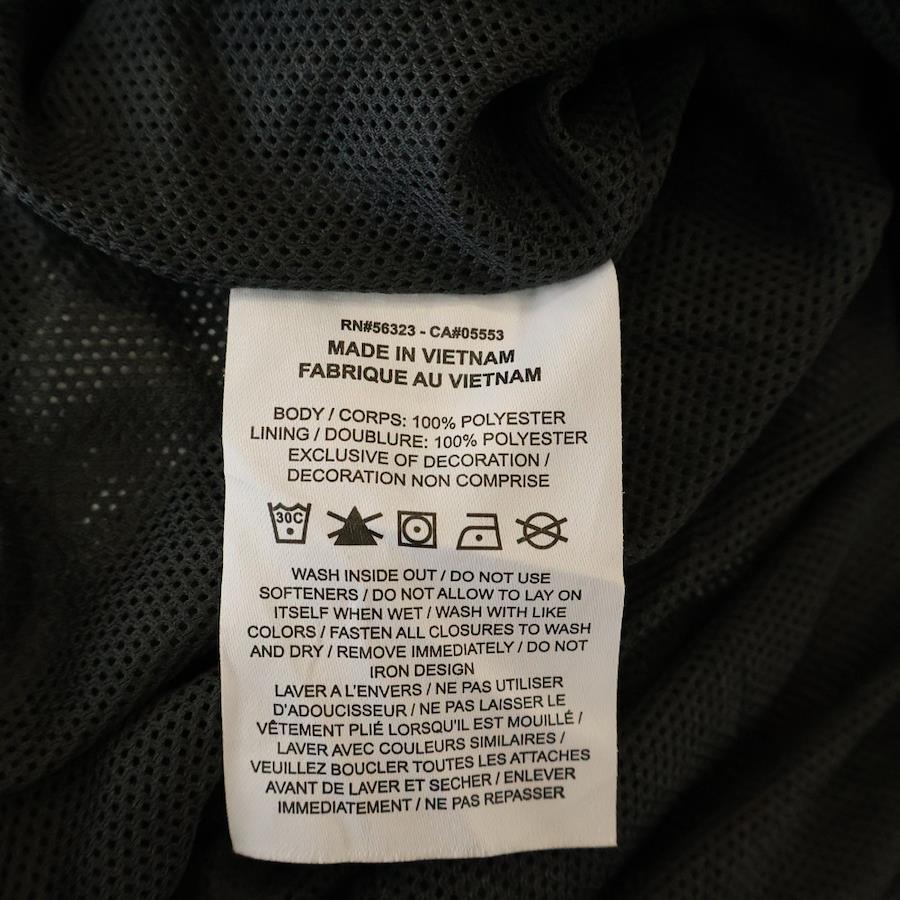 RN#56323 - CA#05553
MADE IN VIETNAM
FABRIQUE AU VIETNAM
BODY / CORPS: 100% POLYESTER
LINING / DOUBLURE: 100% POLYESTER
EXCLUSIVE OF DECORATION /
DECORATION NON COMPRISE
30C
WASH INSIDE OUT / DO NOT USE
SOFTENERS / DO NOT ALLOW TO LAY ON
ITSELF WHEN WET / WASH WITH LIKE
COLORS / FASTEN ALL CLOSURES TO WASH
AND DRY / REMOVE IMMEDIATELY / DO NOT
IRON DESIGN
LAVER A L'ENVERS / NE PAS UTILISER
D'ADOUCISSEUR / NE PAS LAISSER LE
VÊTEMENT PLIÉ LORSQU'IL EST MOUILLÉ /
LAVER AVEC COULEURS SIMILAIRES /
VEUILLEZ BOUCLER TOUTES LES ATTACHES
AVANT DE LAVER ET SECHER / ENLEVER
IMMEDIATEMENT / NE PAS REPASSER